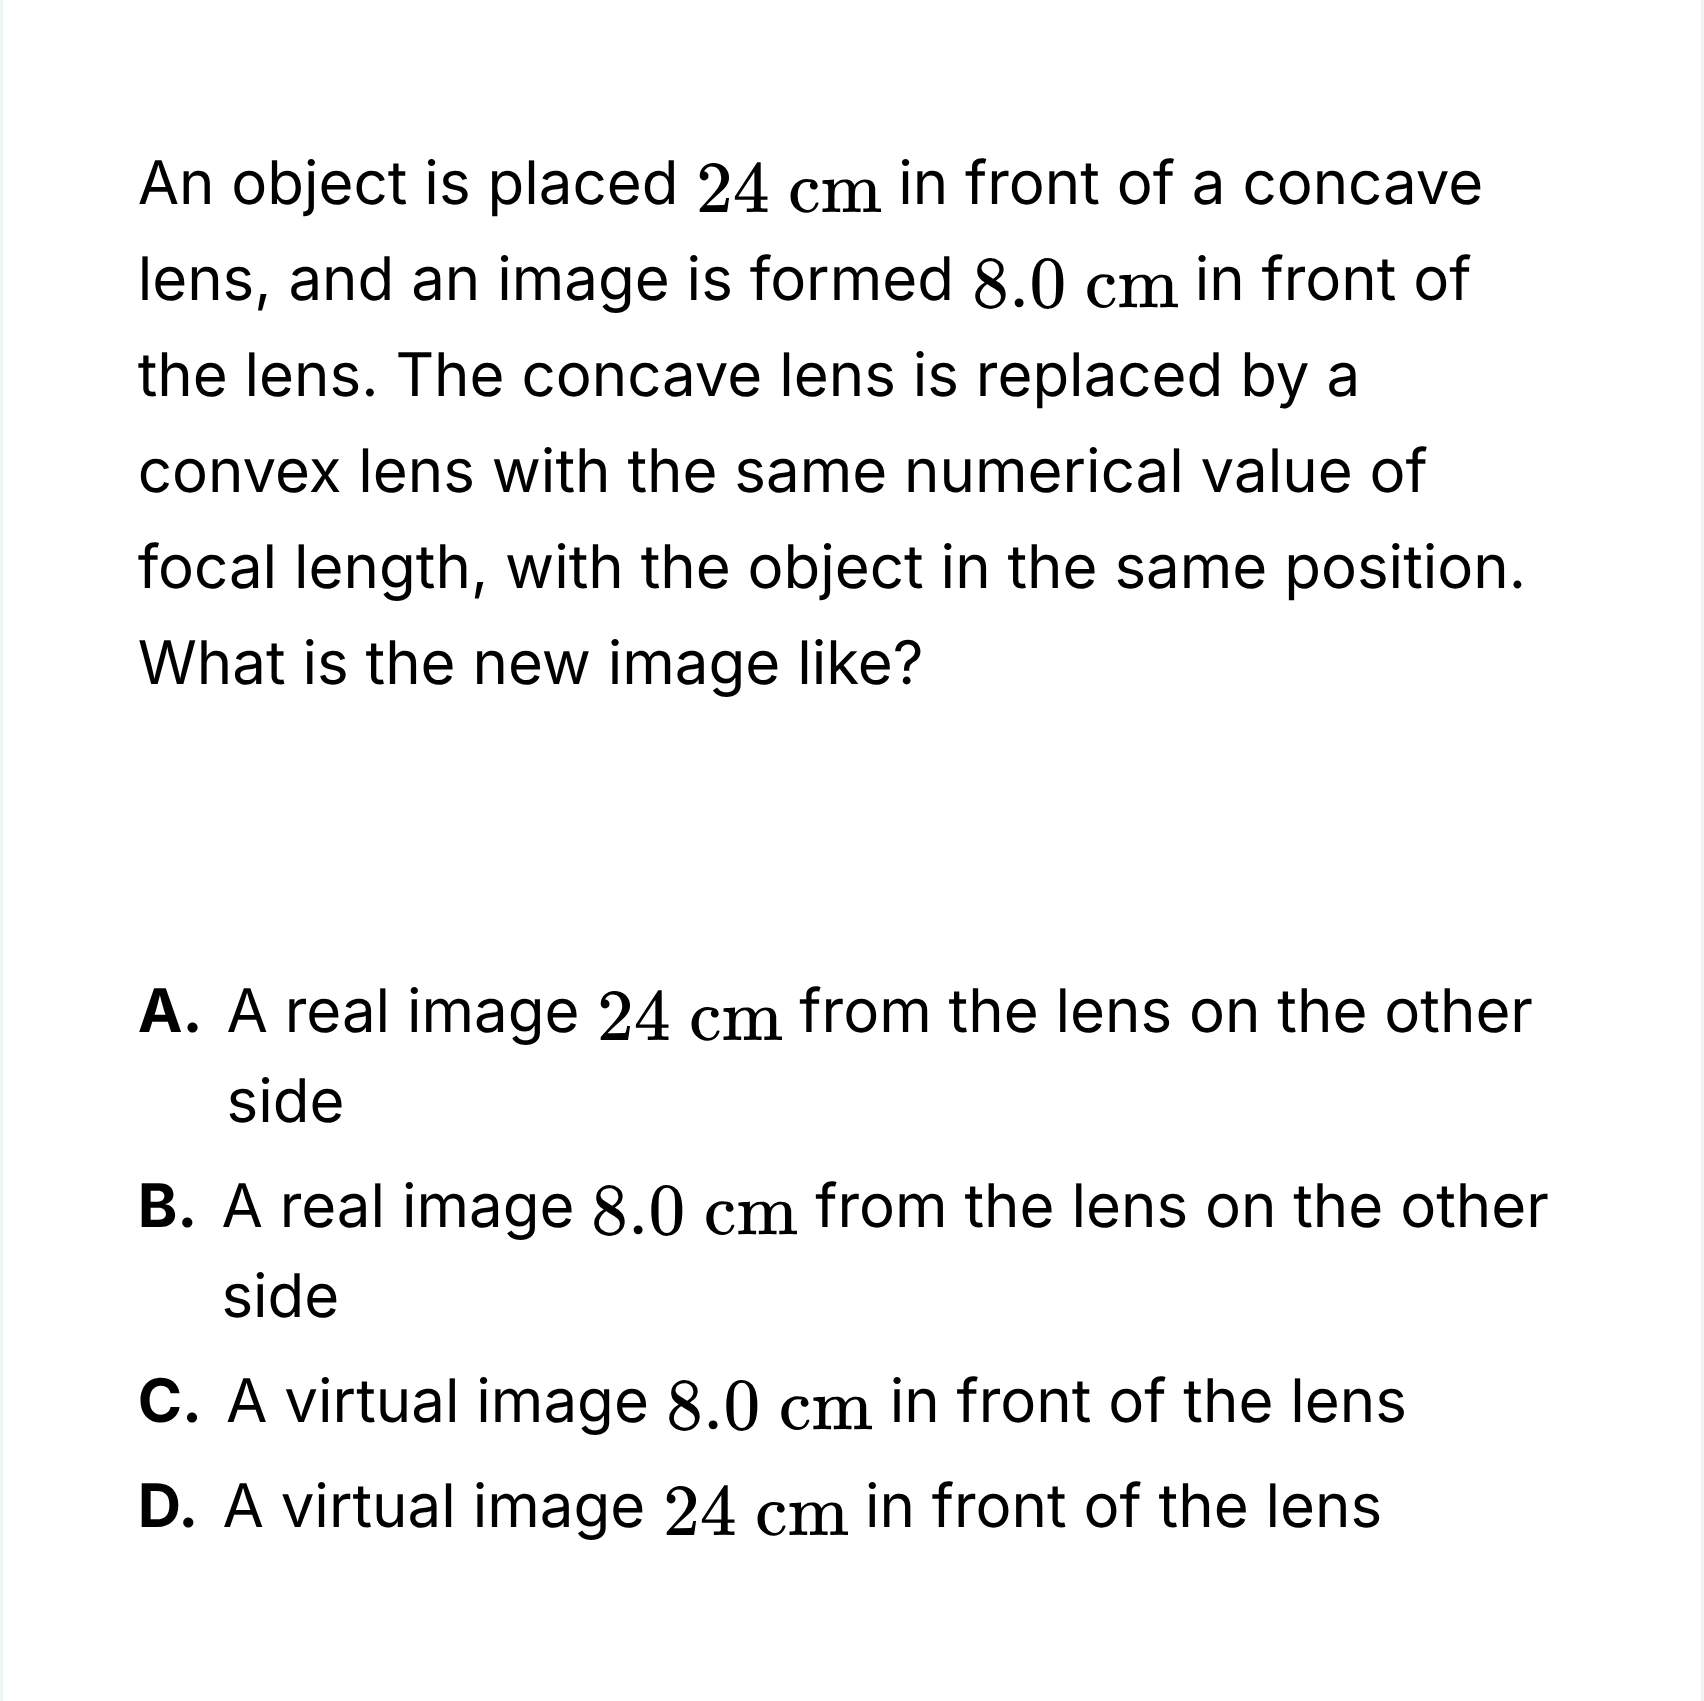 An object is placed 24 cm in front of a concave
lens, and an image is formed 8.0 cm in front of
the lens. The concave lens is replaced by a
convex lens with the same numerical value of
focal length, with the object in the same position.
What is the new image like?
A. A real image 24 cm from the lens on the other
side
B. A real image 8.0 cm from the lens on the other
side
C. A virtual image 8.0 cm in front of the lens
D. A virtual image 24 cm in front of the lens